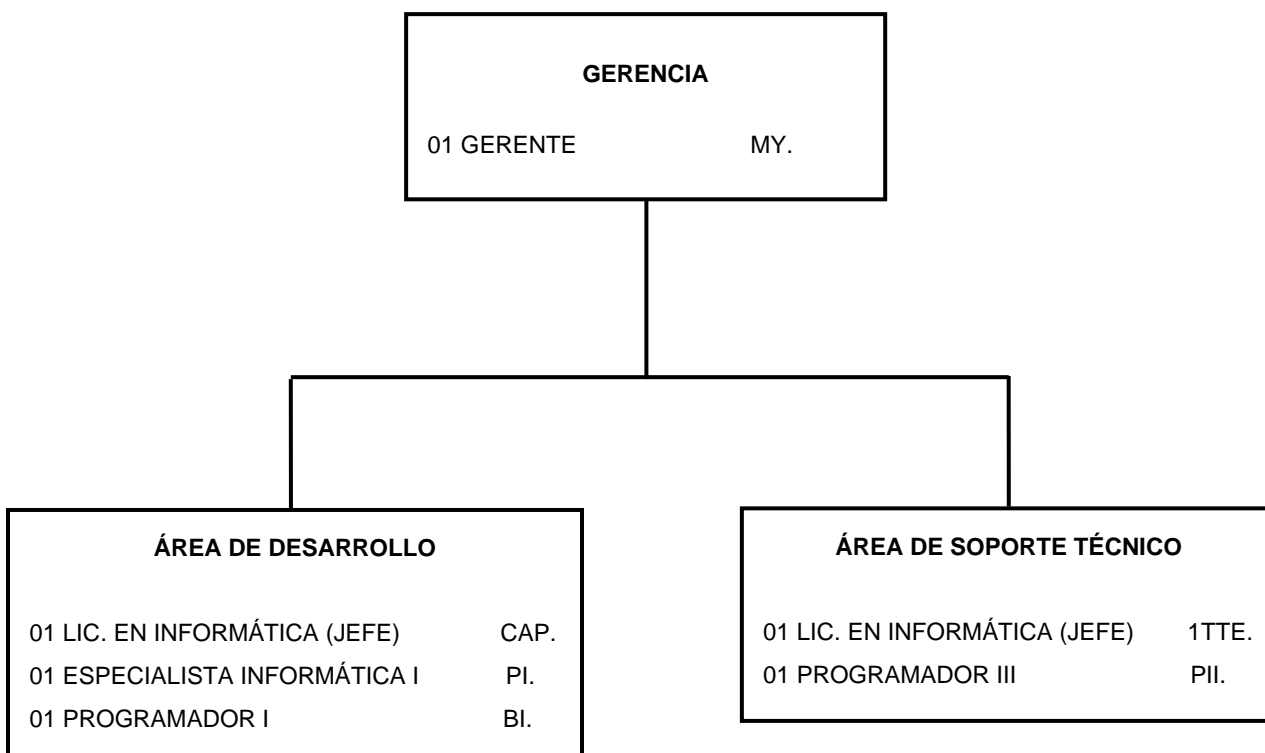 GERENCIA
01 GERENTE MY.
ÁREA DE DESARROLLO
01 LIC. EN INFORMÁTICA (JEFE) CAP.
01 ESPECIALISTA INFORMÁTICA I PI.
01 PROGRAMADOR I BI.
ÁREA DE SOPORTE TÉCNICO
01 LIC. EN INFORMÁTICA (JEFE) 1TTE.
01 PROGRAMADOR III PII.